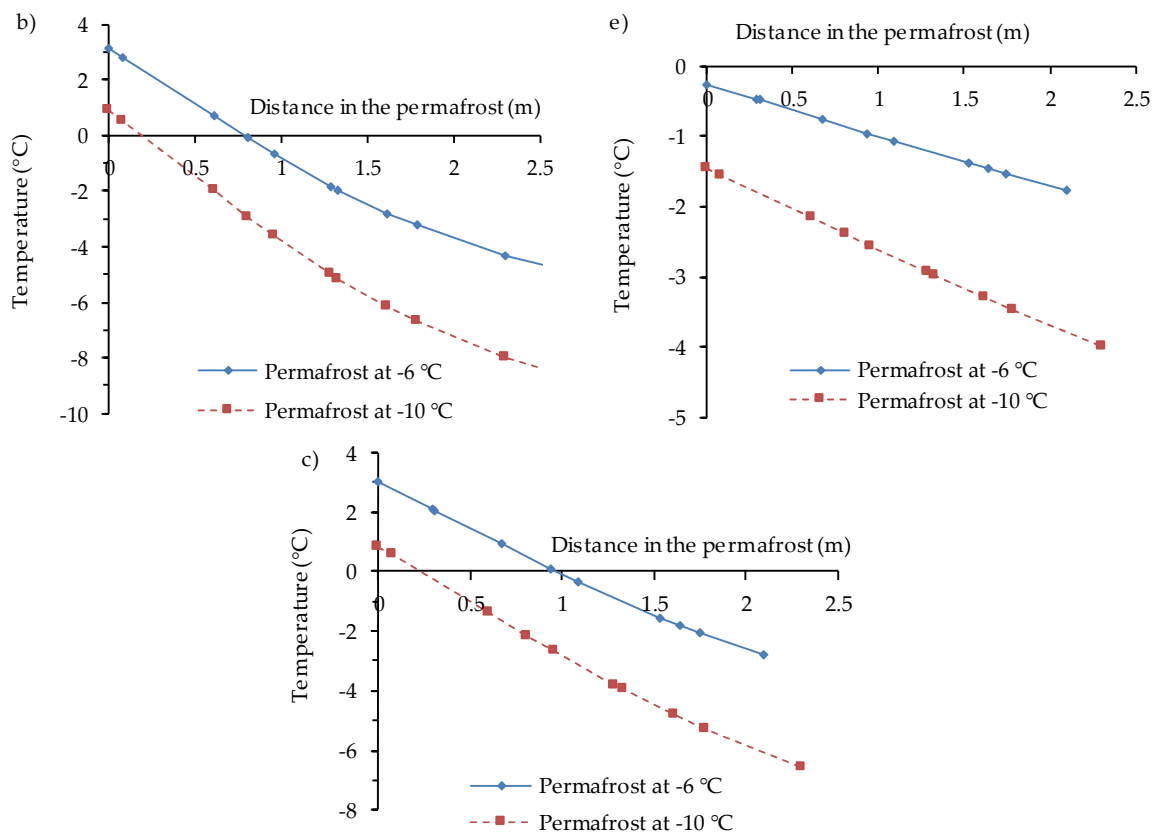 b)
4
2
0
-2
-4
-6
-8
-10
Temperature (°C)
Distance in the permafrost (m)
0
0.5
1
1.5
2
2.5
Permafrost at -6 °C
Permafrost at -10 °C
e)
Distance in the permafrost (m)
0
-1
-2
-3
-4
-5
Temperature (°C)
0
0.5
1
1.5
2
2.5
Permafrost at -6 °C
Permafrost at -10 °C
c)
4
2
0
-2
-4
-6
-8
Temperature (°C)
Distance in the permafrost (m)
0
0.5
1
1.5
2
2.5
Permafrost at -6 °C
Permafrost at -10 °C